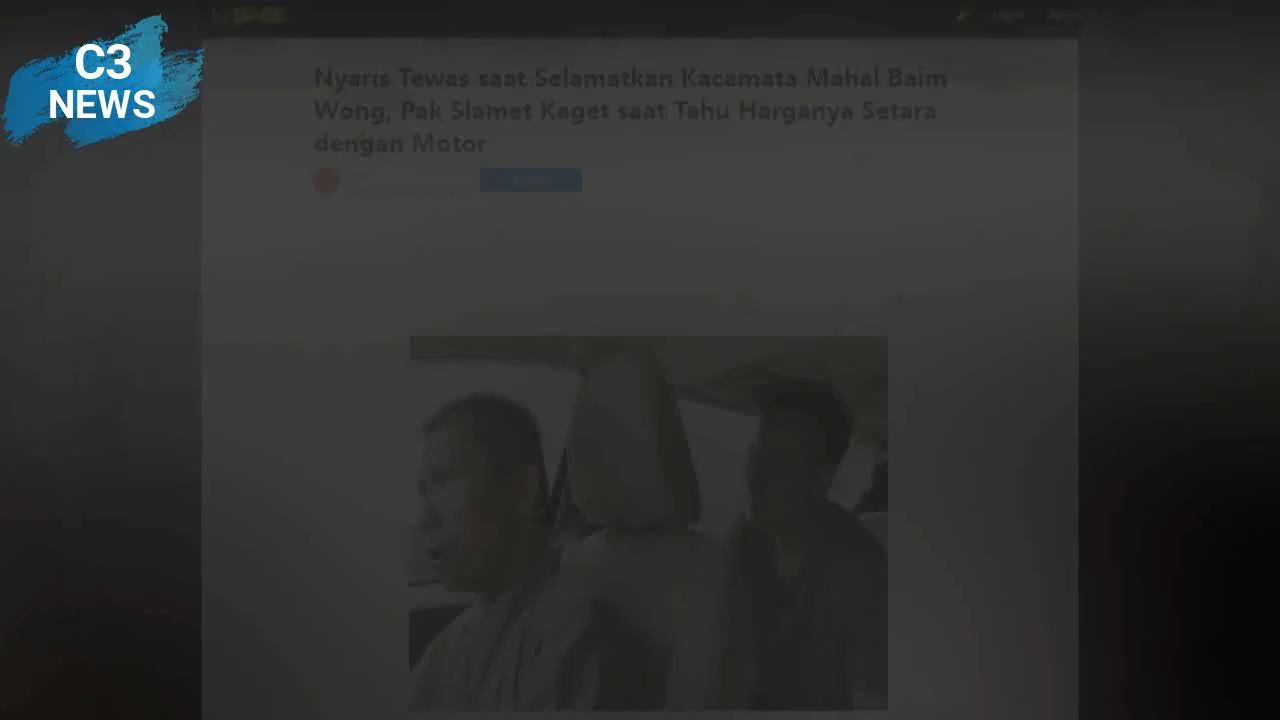 C3
NEWS
Nyaris Tewas saat Selamatkan Kacamata Mahal Baim
Wong, Pak Slamet Kaget saat Tahu Harganya Setara
dengan Motor